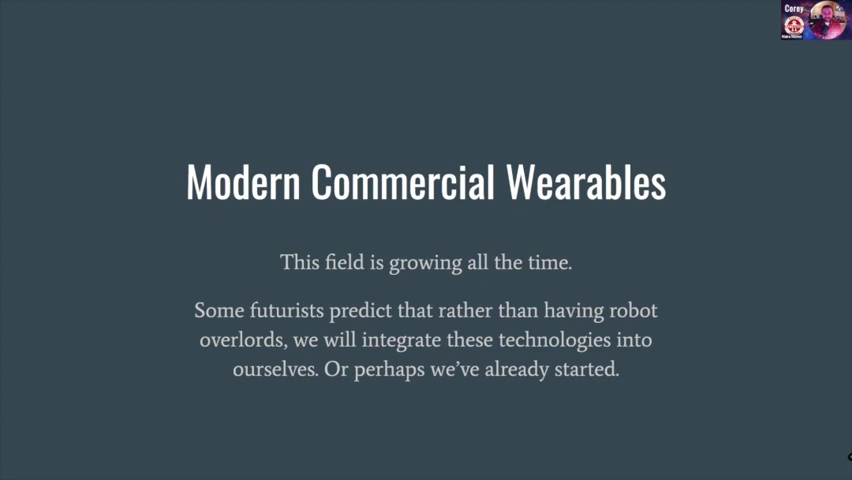 Corey
Modern Commercial Wearables
This field is growing all the time.
Some futurists predict that rather than having robot
overlords, we will integrate these technologies into
ourselves. Or perhaps we’ve already started.